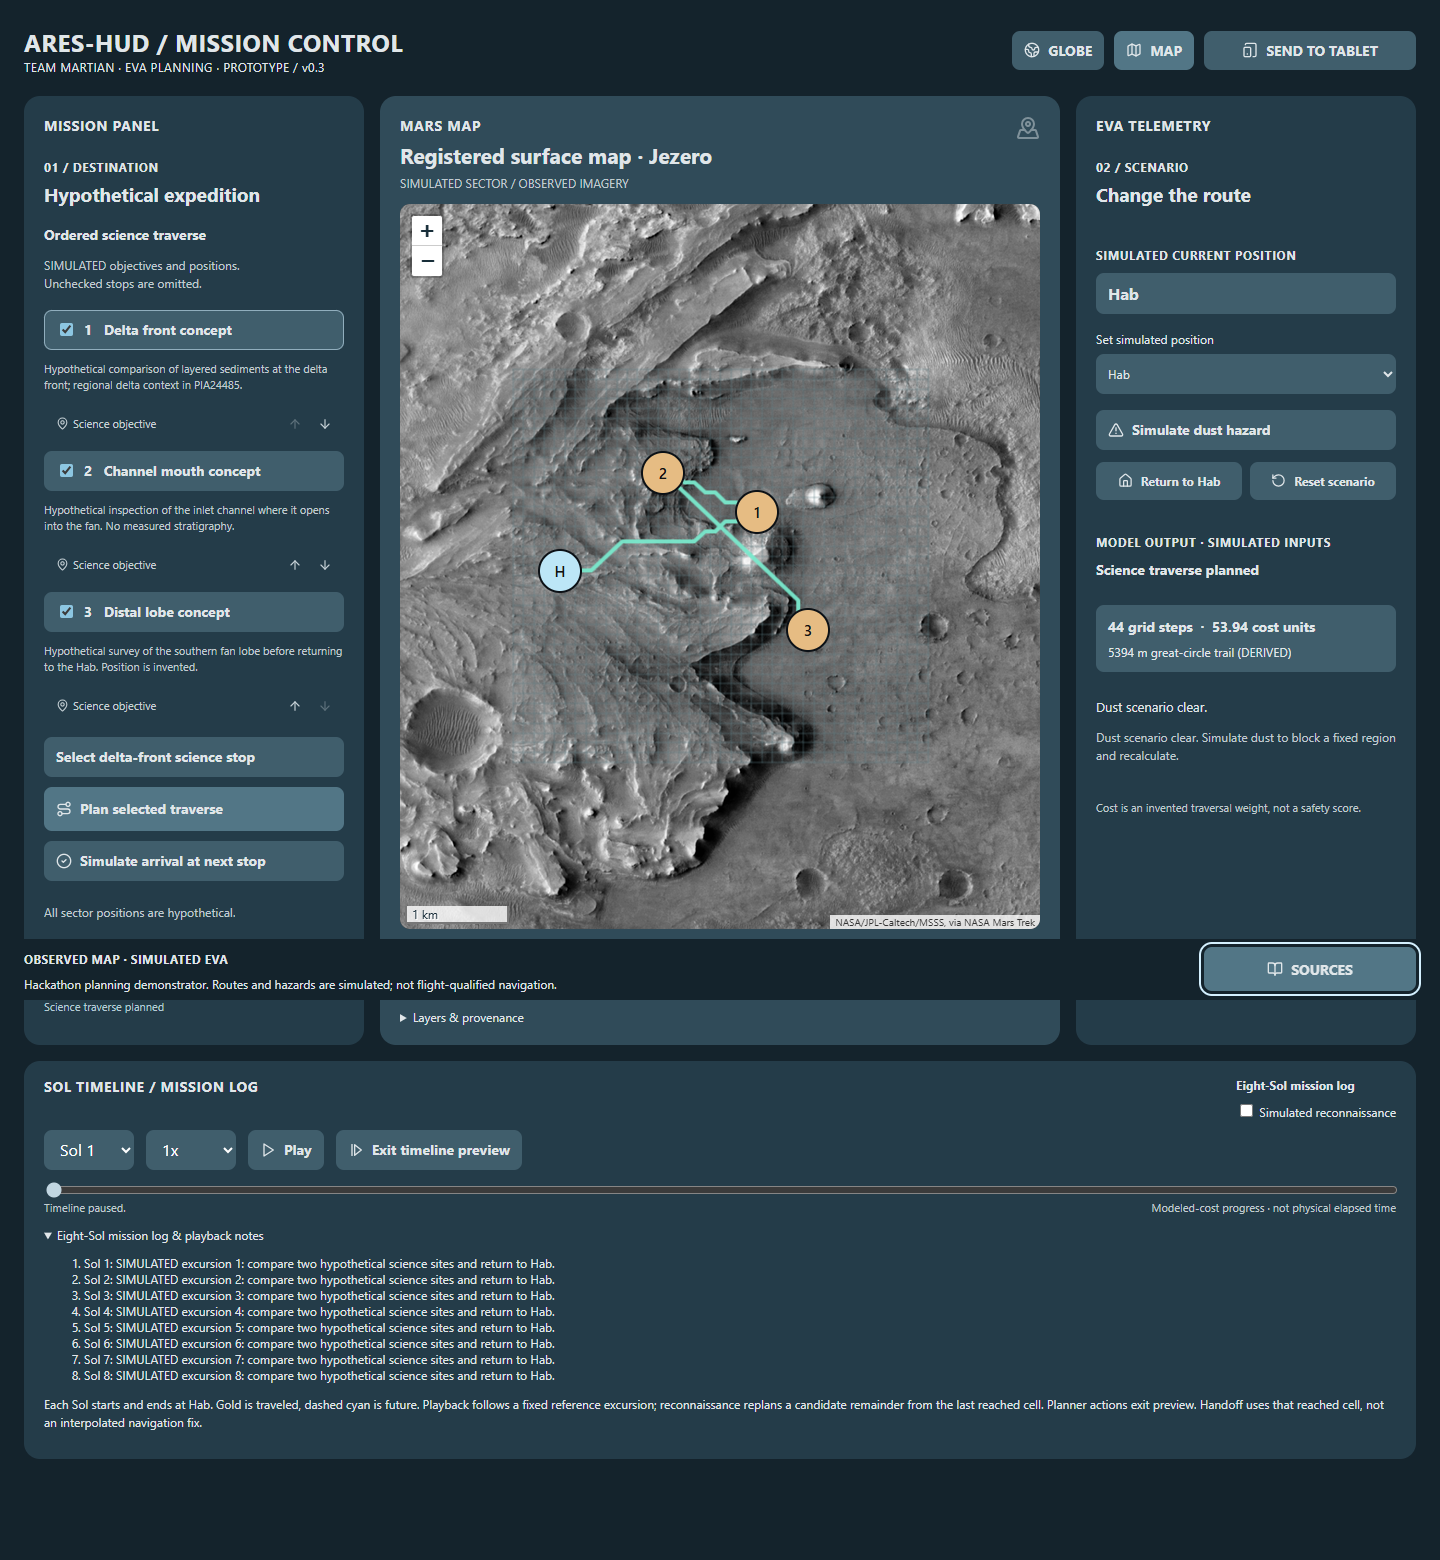 ARES-HUD / MISSION CONTROL
TEAM MARTIAN · EVA PLANNING · PROTOTYPE / v0.3
GLOBE
MAP
SEND TO TABLET
MISSION PANEL
01 / DESTINATION
Hypothetical expedition
Ordered science traverse
SIMULATED objectives and positions.
Unchecked stops are omitted.
1 Delta front concept
Hypothetical comparison of layered sediments at the delta
front; regional delta context in PIA24485.
Science objective
2 Channel mouth concept
Hypothetical inspection of the inlet channel where it opens
into the fan. No measured stratigraphy.
Science objective
3 Distal lobe concept
Hypothetical survey of the southern fan lobe before returning
to the Hab. Position is invented.
Science objective
Select delta-front science stop
Plan selected traverse
Simulate arrival at next stop
All sector positions are hypothetical.
MARS MAP
Registered surface map · Jezero
SIMULATED SECTOR / OBSERVED IMAGERY
+
−
2
1
H
3
1 km
NASA/JPL-Caltech/MSSS, via NASA Mars Trek
EVA TELEMETRY
02 / SCENARIO
Change the route
SIMULATED CURRENT POSITION
Hab
Set simulated position
Hab
Simulate dust hazard
Return to Hab
Reset scenario
MODEL OUTPUT · SIMULATED INPUTS
Science traverse planned
44 grid steps · 53.94 cost units
5394 m great-circle trail (DERIVED)
Dust scenario clear.
Dust scenario clear. Simulate dust to block a fixed region
and recalculate.
Cost is an invented traversal weight, not a safety score.
OBSERVED MAP · SIMULATED EVA
Hackathon planning demonstrator. Routes and hazards are simulated; not flight-qualified navigation.
SOURCES
Science traverse planned
Layers & provenance
SOL TIMELINE / MISSION LOG
Eight-Sol mission log
Simulated reconnaissance
Sol 1
1x
Play
Exit timeline preview
Timeline paused.
Modeled-cost progress · not physical elapsed time
Eight-Sol mission log & playback notes
1. Sol 1: SIMULATED excursion 1: compare two hypothetical science sites and return to Hab.
2. Sol 2: SIMULATED excursion 2: compare two hypothetical science sites and return to Hab.
3. Sol 3: SIMULATED excursion 3: compare two hypothetical science sites and return to Hab.
4. Sol 4: SIMULATED excursion 4: compare two hypothetical science sites and return to Hab.
5. Sol 5: SIMULATED excursion 5: compare two hypothetical science sites and return to Hab.
6. Sol 6: SIMULATED excursion 6: compare two hypothetical science sites and return to Hab.
7. Sol 7: SIMULATED excursion 7: compare two hypothetical science sites and return to Hab.
8. Sol 8: SIMULATED excursion 8: compare two hypothetical science sites and return to Hab.
Each Sol starts and ends at Hab. Gold is traveled, dashed cyan is future. Playback follows a fixed reference excursion; reconnaissance replans a candidate remainder from the last reached cell. Planner actions exit preview. Handoff uses that reached cell, not
an interpolated navigation fix.